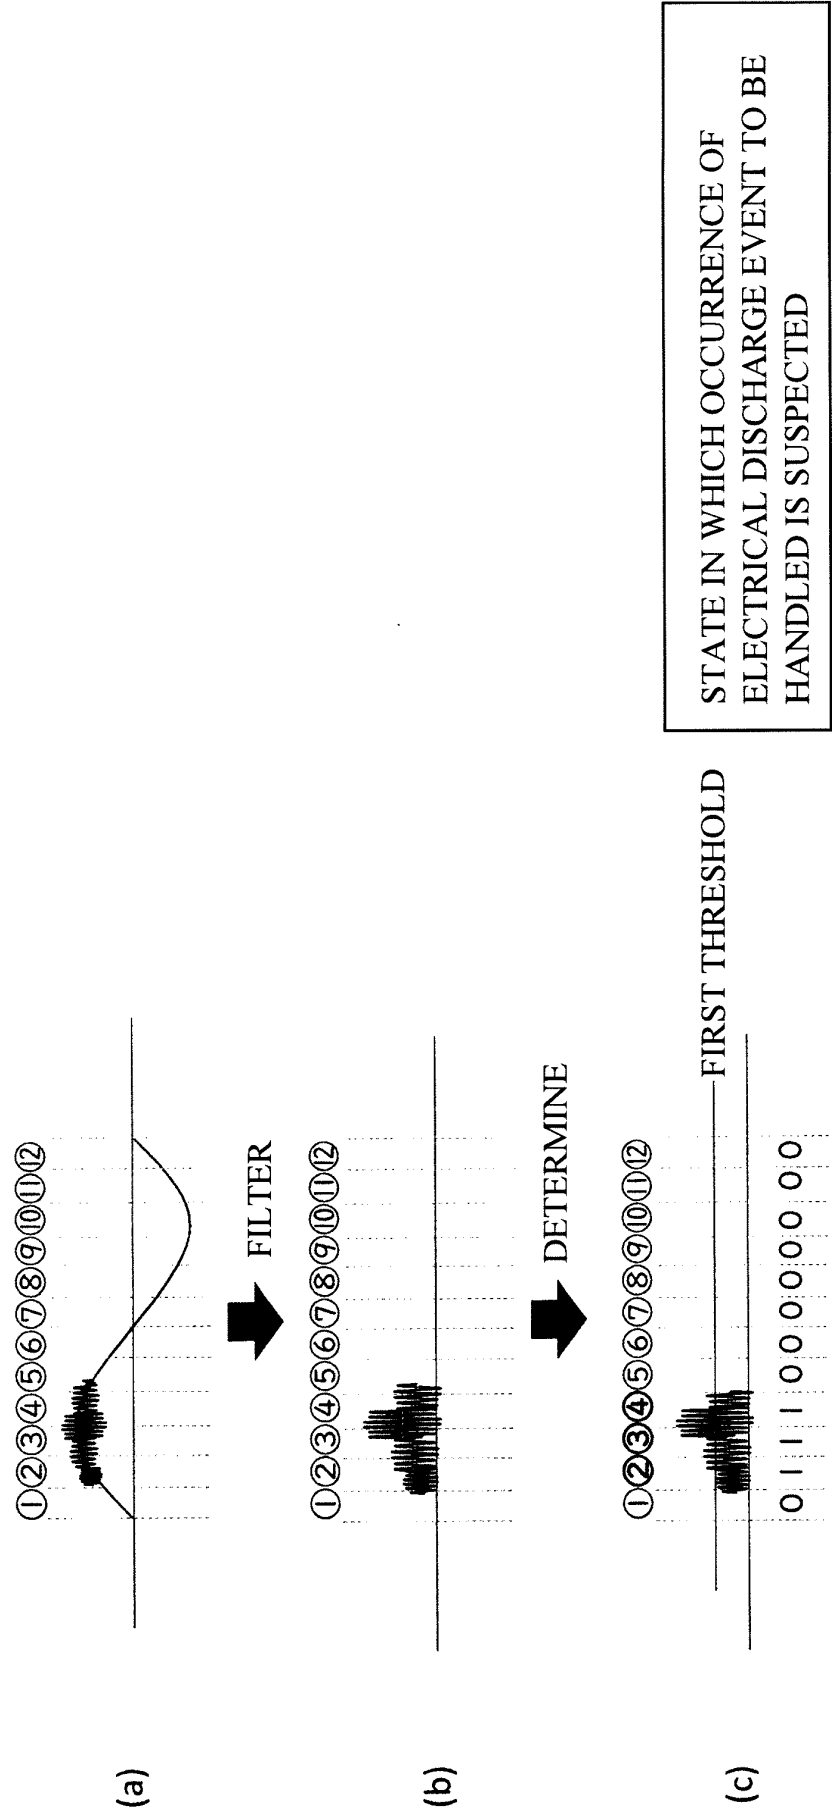 ①②③④⑤⑥⑦⑧⑨⑩⑪⑫
(a)
FILTER
①②③④⑤⑥⑦⑧⑨⑩⑪⑫
(b)
DETERMINE
①②③④⑤⑥⑦⑧⑨⑩⑪⑫
FIRST THRESHOLD
(c)
0 1 1 1 0 0 0 0 0 0 0 0
STATE IN WHICH OCCURRENCE OF
ELECTRICAL DISCHARGE EVENT TO BE
HANDLED IS SUSPECTED